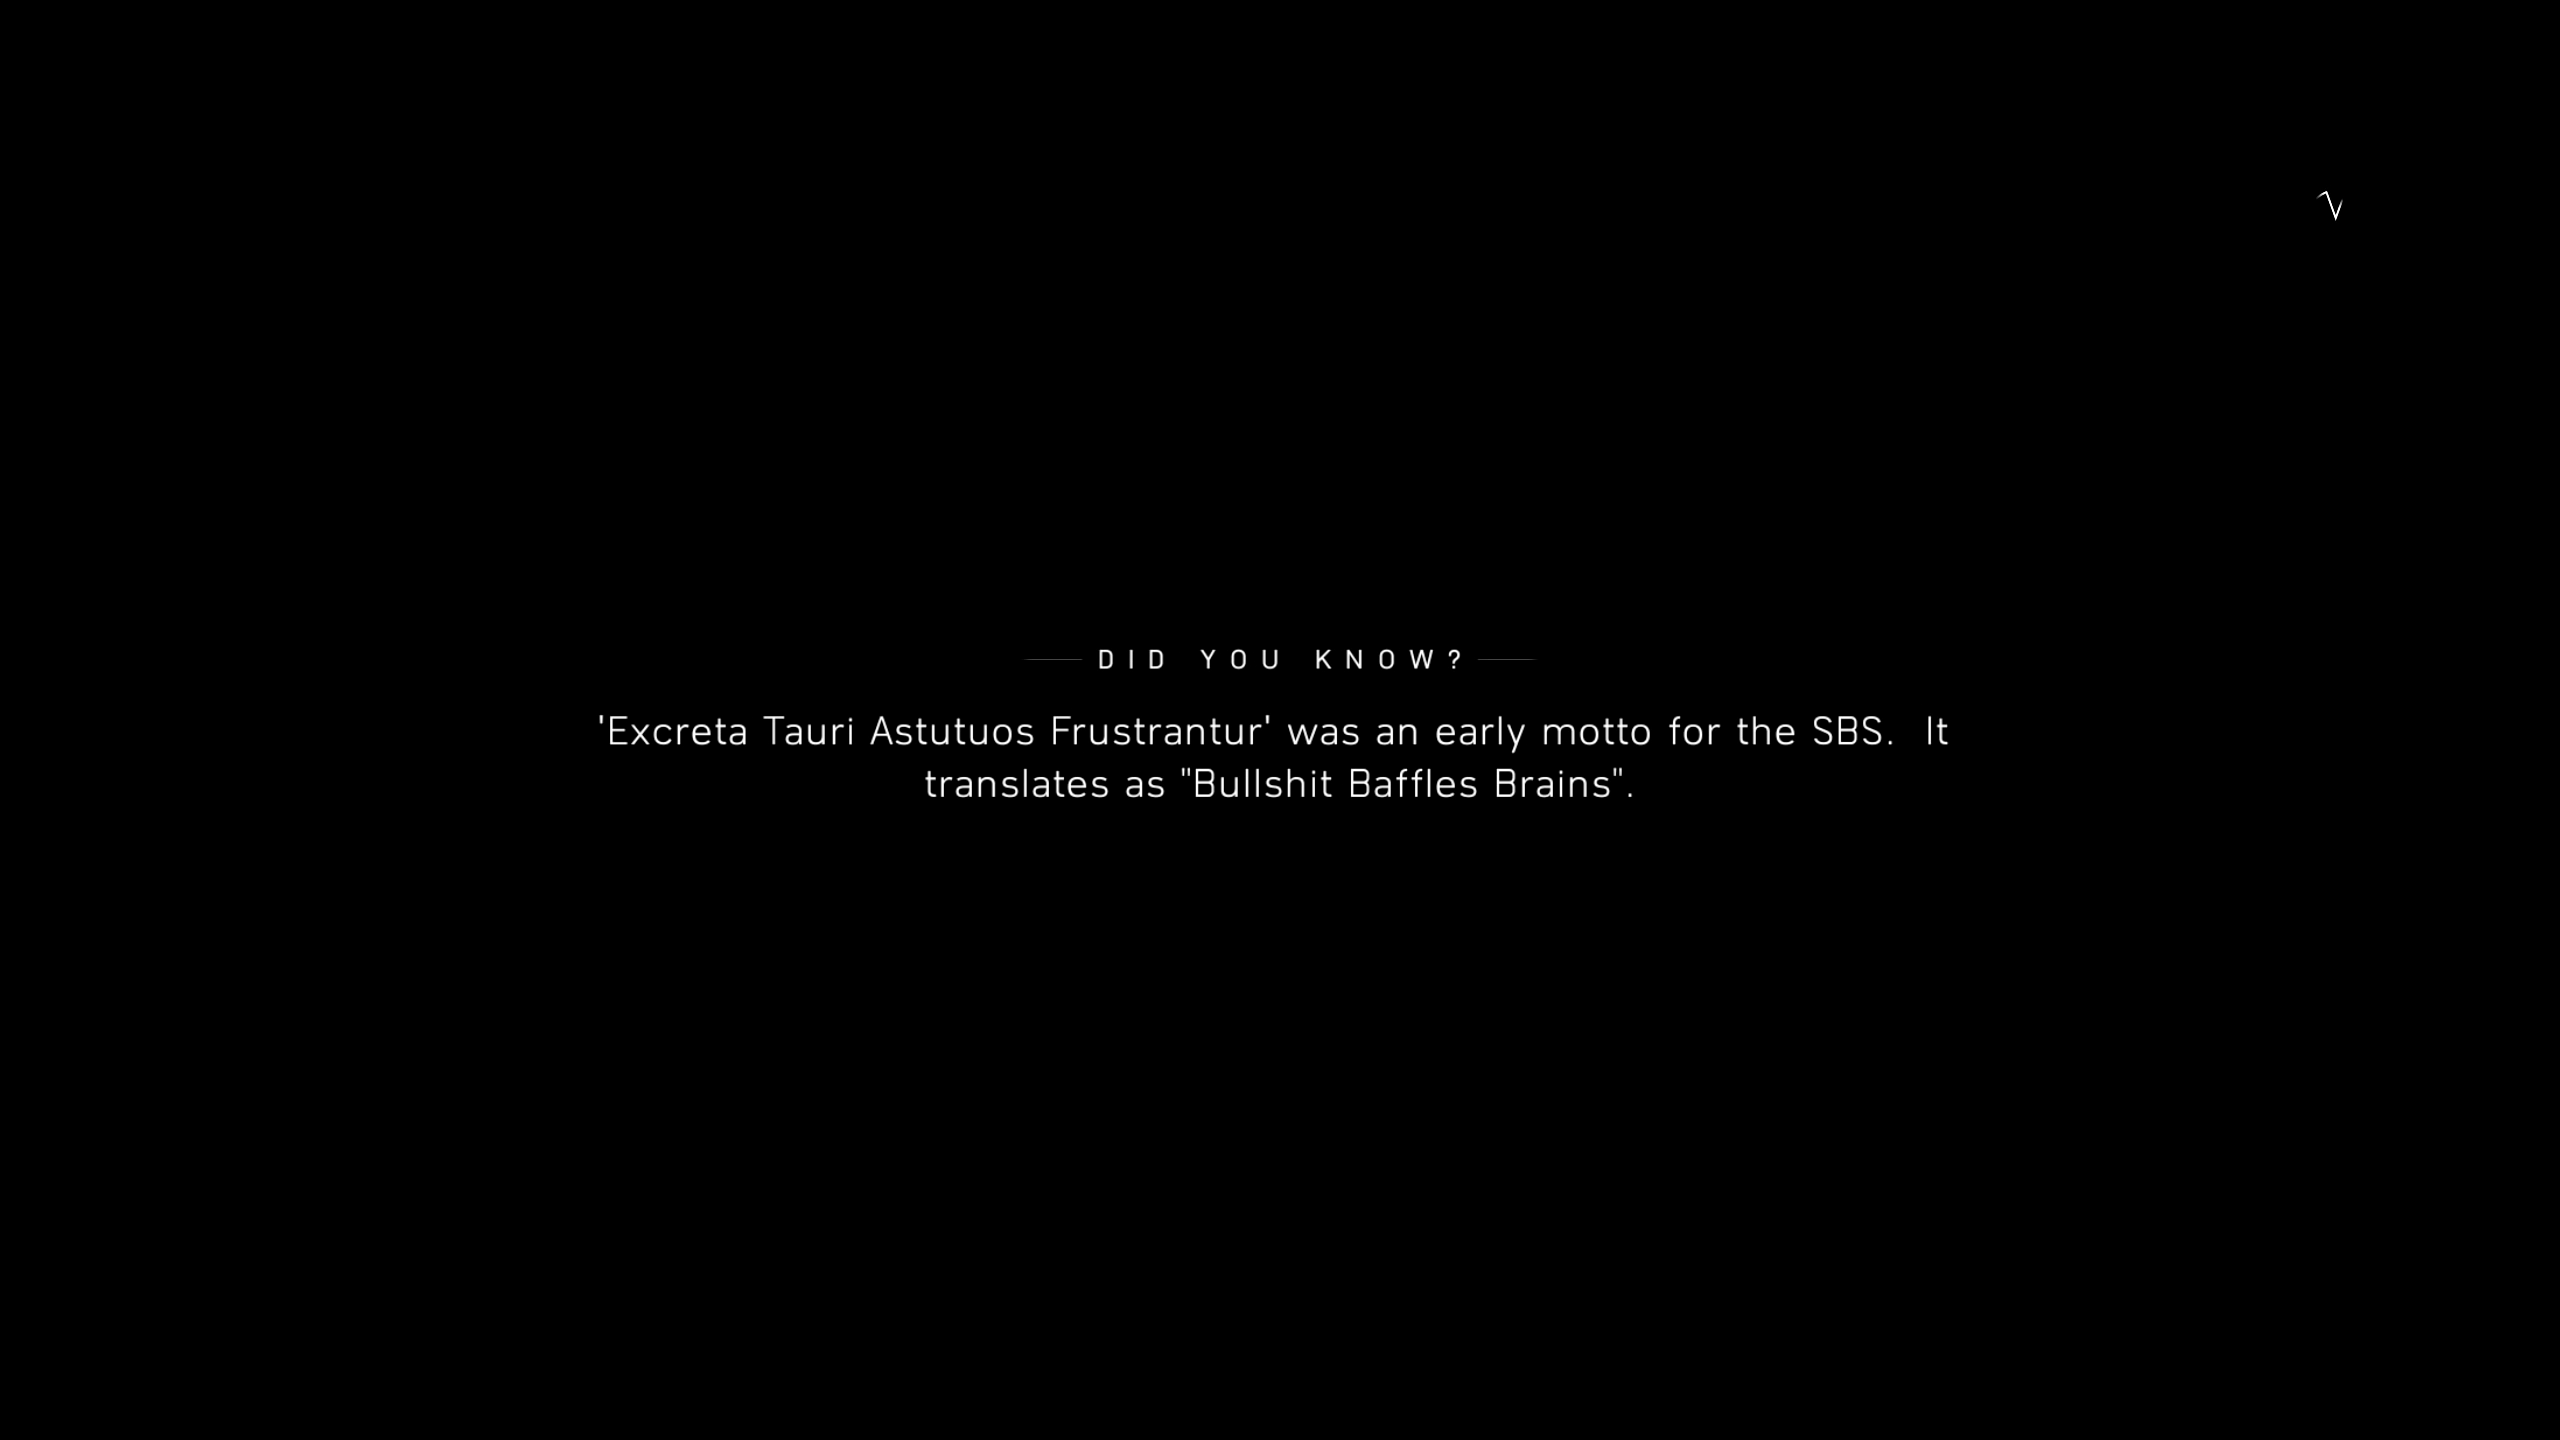 DID YOU KNOW?
'Excreta Tauri Astutuos Frustrantur' was an early motto for the SBS.  It
translates as "Bullshit Baffles Brains".